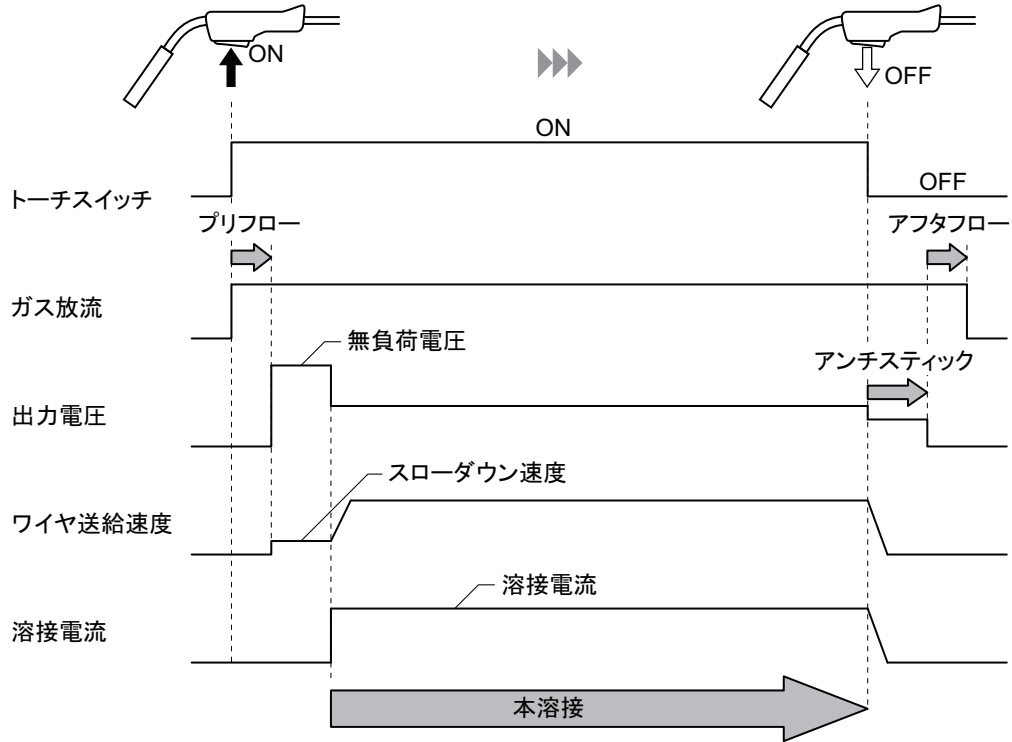 ON
OFF
ON
トーチスイッチ
OFF
プリフロー
アフタフロー
ガス放流
無負荷電圧
アンチスティック
出力電圧
スローダウン速度
ワイヤ送給速度
溶接電流
溶接電流
本溶接